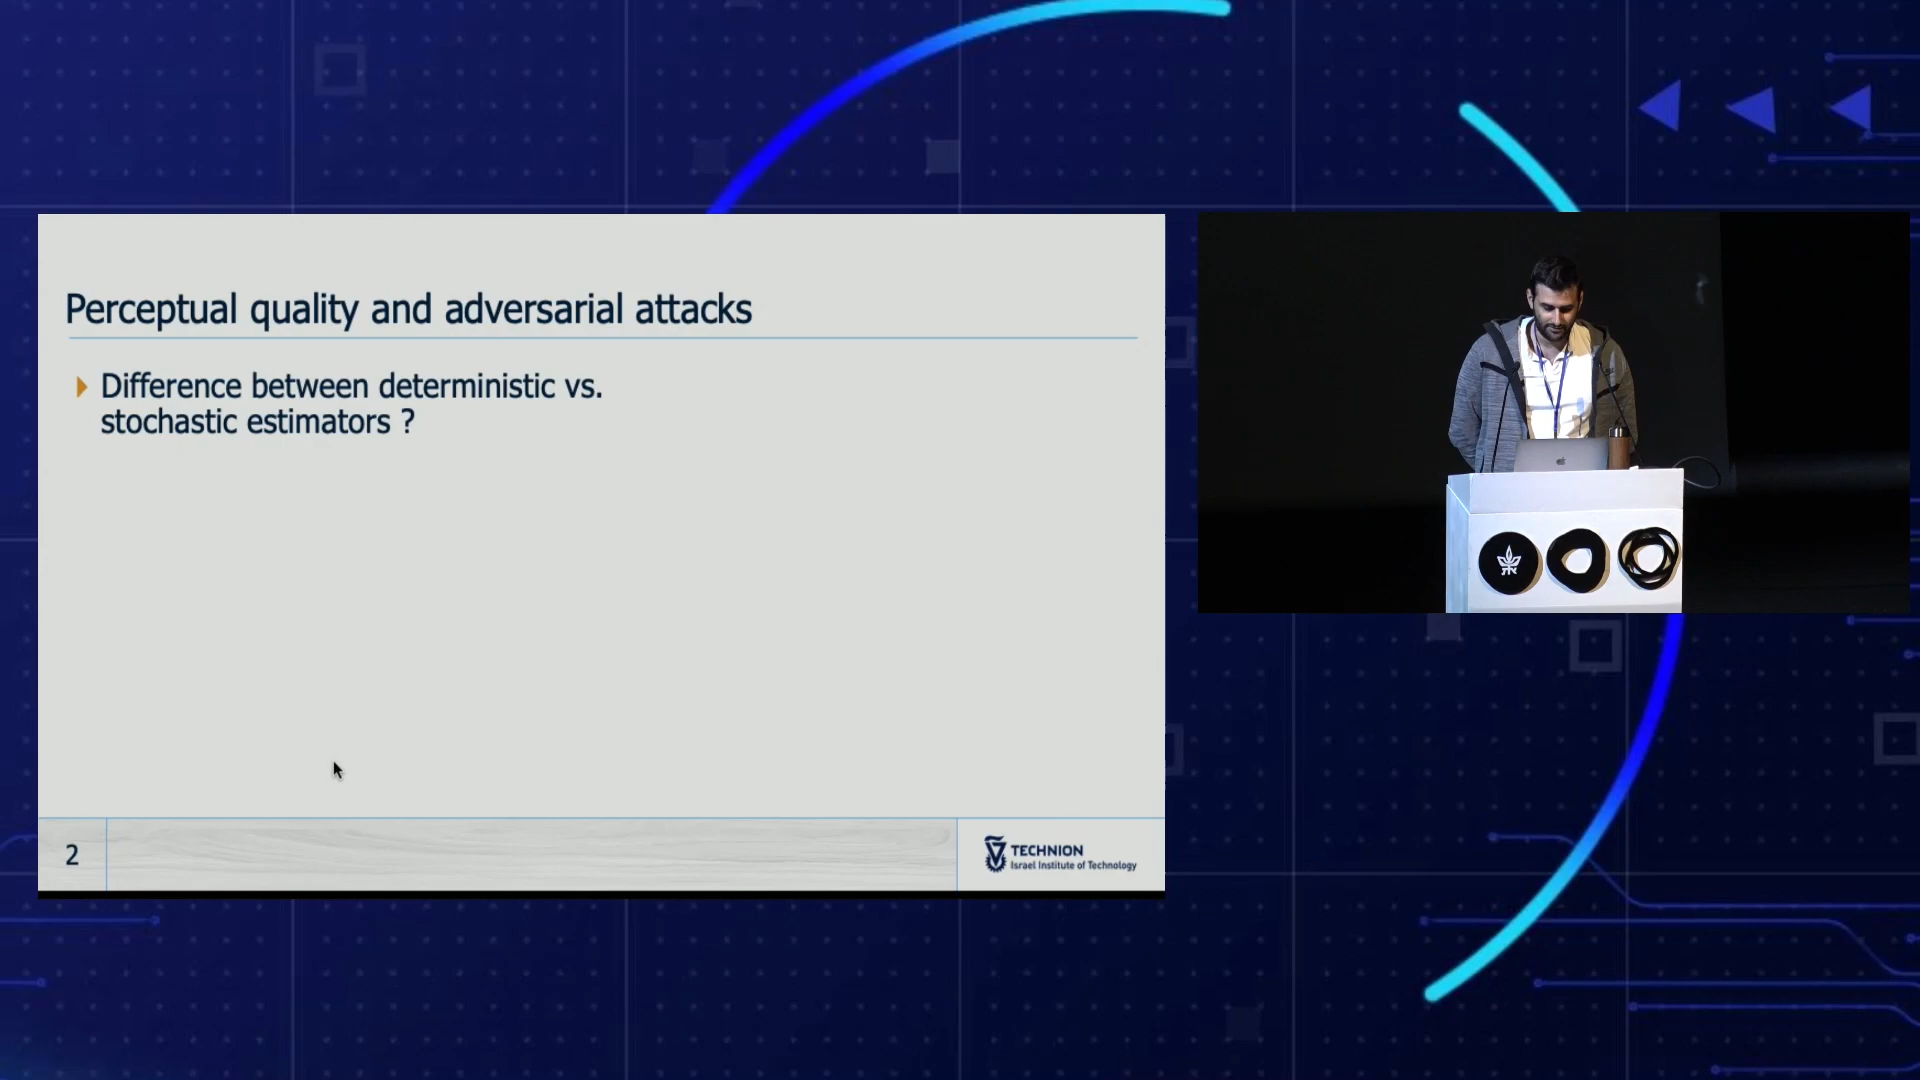 Perceptual quality and adversarial attacks
Difference between deterministic vs.
stochastic estimators ?
2
TECHNION
Israel Institute of Technology